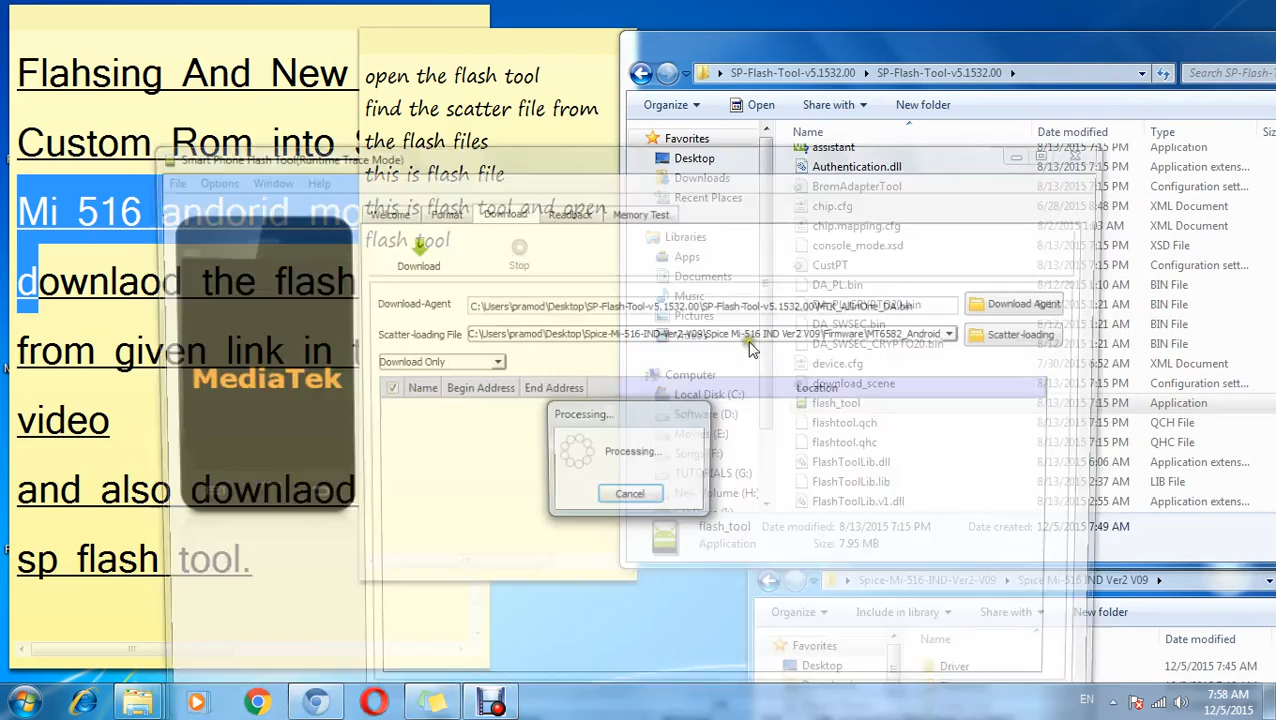 Flahsing And New
Custom Rom into
Mi 516 andorid mo
downlaod the flash
from given link in t
video
and also downlaod
sp flash tool.
open the flash tool
find the scatter file from
the flash files
this is flash file
this is flash tool and open
flash tool
SP-Flash-Tool-v5.1532.00 SP-Flash-Tool-v5.1532.00
Search SP-Flash-Tool-v5
Organize Open Share with New folder
Favorites
Desktop
Downloads
Recent Places
Libraries
Apps
Documents
Music
Pictures
Computer
Local Disk (C:)
Software (D:)
Movies (E:)
Songs (F:)
TUTORIALS (G:)
New Volume (H:)
Name Date modified Type
assistant 8/13/2015 7:15 PM Application
Authentication.dll 8/13/2015 7:15 PM Application extens...
BromAdapterTool 8/13/2015 7:15 PM Configuration sett...
chip.cfg 6/28/2015 8:48 PM XML Document
chip.mapping.cfg 8/2/2015 1:03 AM XML Document
console_mode.xsd 8/13/2015 7:15 PM XSD File
CustPT 8/13/2015 7:15 PM Configuration sett...
DA_PL.bin BIN File
DA_PL_CRYPTO20.bin BIN File
DA_SWSEC.bin BIN File
DA_SWSEC_CRYPTO20.bin BIN File
device.cfg 7/30/2015 6:52 PM XML Document
download_scene 8/13/2015 7:15 PM Configuration sett...
flash_tool 8/13/2015 7:15 PM Application
flashtool.qch 8/13/2015 7:15 PM QCH File
flashtool.qhc 8/13/2015 7:15 PM QHC File
FlashToolLib.dll 8/13/2015 6:06 AM Application extens...
FlashToolLib.lib 8/13/2015 7:15 PM LIB File
FlashToolLib.v1.dll 8/13/2015 2:55 PM Application extens...
flash_tool Date modified: 8/13/2015 7:15 PM Date created: 12/5/2015 7:49 AM
Application Size: 7.95 MB
Smart Phone Flash Tool(Runtime Trace Mode)
File Options Window Help
Welcome Format Download Readback Memory Test
Download Stop
Download-Agent C:\Users\pramod\Desktop\SP-Flash-Tool-v5.1532.00\SP-Flash-Tool-v5.1532.00\MTK_AllInOne_DA.bin Download Agent
Scatter-loading File C:\Users\pramod\Desktop\Spice-Mi-516-IND-Ver2-V09\Spice Mi-516 IND Ver2 V09\Firmware\MT6582_Android_ Scatter-loading
Download Only
Name Begin Address End Address Location
MediaTek
Processing...
Processing...
Cancel
Spice-Mi-516-IND-Ver2-V09 Spice-Mi-516 IND Ver2 V09
Organize Include in library Share with New folder
Favorites
Desktop
Name Date modified
12/5/2015 7:45 AM
Driver 12/5/2015 7:45 AM
EN
7:58 AM
12/5/2015